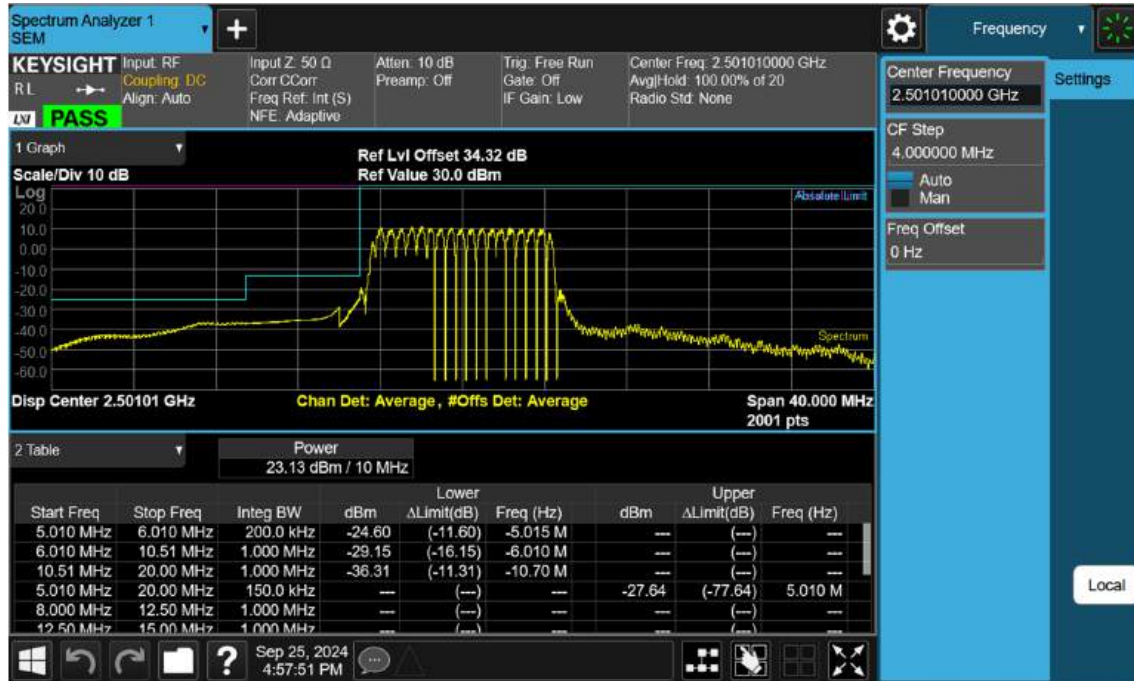 Spectrum Analyzer 1
SEM
Frequency
KEYSIGHT
RL
LXI
PASS
Input: RF
Coupling: DC
Align: Auto
Input Z: 50 Ω
Corr CCorr
Freq Ref: Int (S)
NFE: Adaptive
Atten: 10 dB
Preamp: Off
Trig: Free Run
Gate: Off
IF Gain: Low
Center Freq: 2.501010000 GHz
Avg|Hold: 100.00% of 20
Radio Std: None
Center Frequency
2.501010000 GHz
Settings
CF Step
4.000000 MHz
Auto
Man
Freq Offset
0 Hz
Local
1 Graph
Scale/Div 10 dB
Ref Lvl Offset 34.32 dB
Ref Value 30.0 dBm
Log
Absolute Limit
20.0
10.0
0.00
-10.0
-20.0
-30.0
-40.0
-50.0
-60.0
Spectrum
Disp Center 2.50101 GHz
Chan Det: Average, #Offs Det: Average
Span 40.000 MHz
2001 pts
2 Table
Power
23.13 dBm / 10 MHz
Lower Upper
Start Freq Stop Freq Integ BW dBm ΔLimit(dB) Freq (Hz) dBm ΔLimit(dB) Freq (Hz)
5.010 MHz 6.010 MHz 200.0 kHz -24.60 (-11.60) -5.015 M --- (---) ---
6.010 MHz 10.51 MHz 1.000 MHz -29.15 (-16.15) -6.010 M --- (---) ---
10.51 MHz 20.00 MHz 1.000 MHz -36.31 (-11.31) -10.70 M --- (---) ---
5.010 MHz 20.00 MHz 150.0 kHz --- (---) --- -27.64 (-77.64) 5.010 M
8.000 MHz 12.50 MHz 1.000 MHz --- (---) --- --- (---) ---
12.50 MHz 15.00 MHz 1.000 MHz --- (---) --- --- (---) ---
Sep 25, 2024
4:57:51 PM